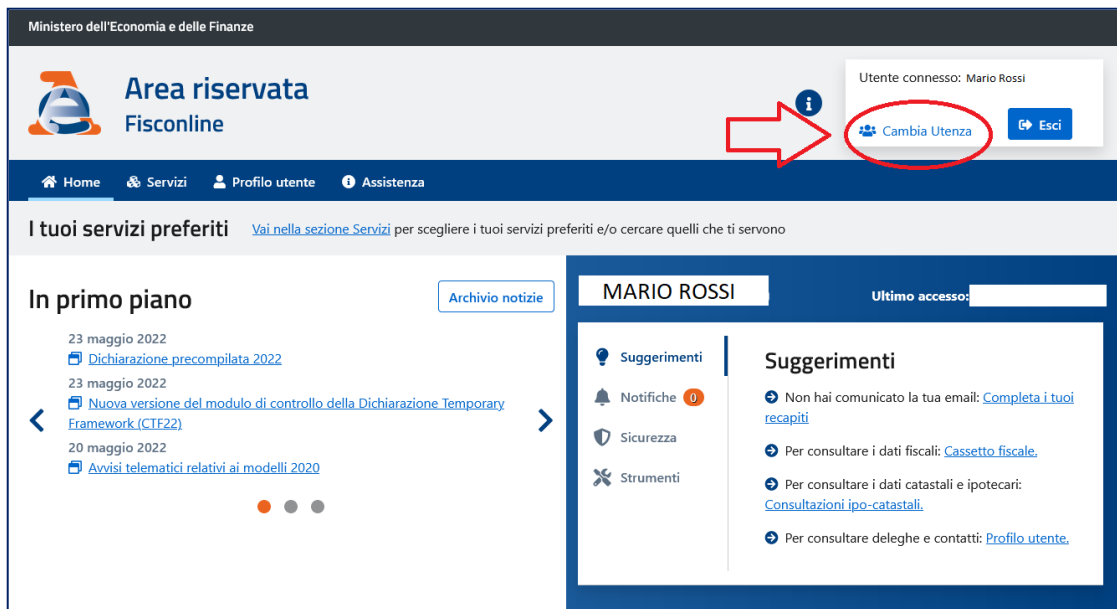 Ministero dell'Economia e delle Finanze
Area riservata
Fisconline
Utente connesso: Mario Rossi
Cambia Utenza
Esci
Home Servizi Profilo utente Assistenza
I tuoi servizi preferiti Vai nella sezione Servizi per scegliere i tuoi servizi preferiti e/o cercare quelli che ti servono
In primo piano
Archivio notizie
23 maggio 2022
Dichiarazione precompilata 2022
23 maggio 2022
Nuova versione del modulo di controllo della Dichiarazione Temporary
Framework (CTF22)
20 maggio 2022
Avvisi telematici relativi ai modelli 2020
MARIO ROSSI
Ultimo accesso:
Suggerimenti
Notifiche 0
Sicurezza
Strumenti
Suggerimenti
Non hai comunicato la tua email: Completa i tuoi
recapiti
Per consultare i dati fiscali: Cassetto fiscale.
Per consultare i dati catastali e ipotecari:
Consultazioni ipo-catastali.
Per consultare deleghe e contatti: Profilo utente.